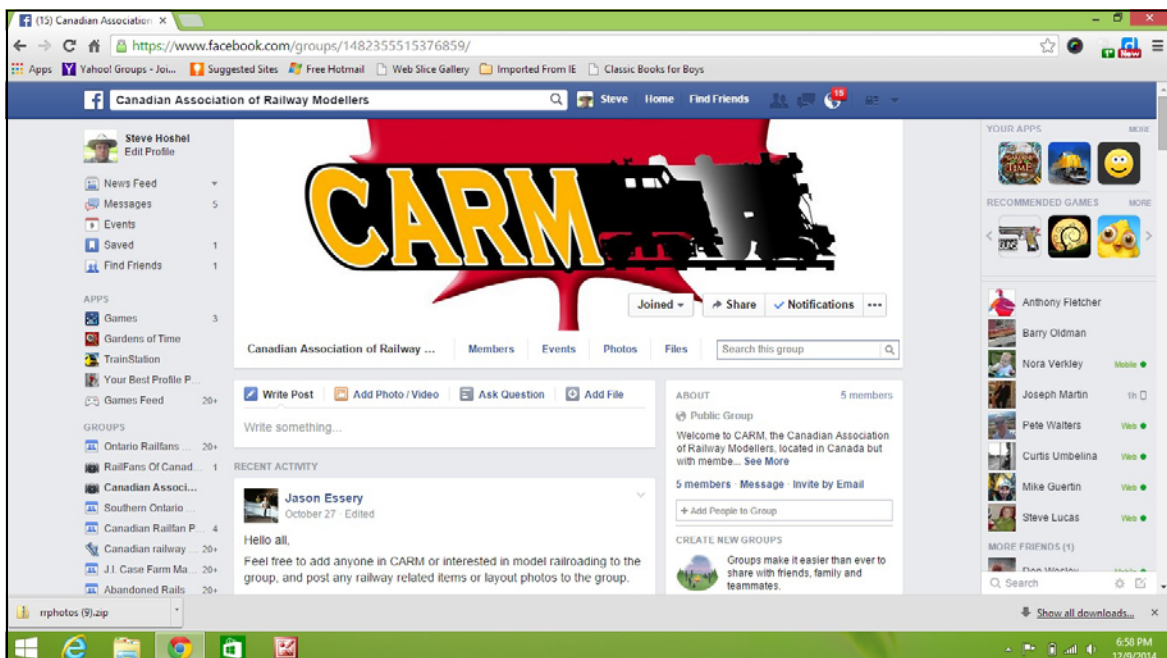 (15) Canadian Association
https://www.facebook.com/groups/1482355515376859/
Apps Yahoo! Groups - Joi... Suggested Sites Free Hotmail Web Slice Gallery Imported From IE Classic Books for Boys
New
Canadian Association of Railway Modellers
Steve Home Find Friends 15
Steve Hoshel
Edit Profile
News Feed
Messages 5
Events
Saved 1
Find Friends 1
APPS
Games 3
Gardens of Time
TrainStation
Your Best Profile P...
Games Feed 20+
GROUPS
Ontario Railfans ... 20+
RailFans Of Canad... 1
Canadian Associ...
Southern Ontario ...
Canadian Railfan P... 4
Canadian railway ... 20+
J.I. Case Farm Ma... 20+
Abandoned Rails 20+
CARM
Joined Share Notifications
Canadian Association of Railway ... Members Events Photos Files Search this group
Write Post Add Photo / Video Ask Question Add File
Write something...
RECENT ACTIVITY
Jason Essery
October 27 · Edited
Hello all,
Feel free to add anyone in CARM or interested in model railroading to the
group, and post any railway related items or layout photos to the group.
ABOUT 5 members
Public Group
Welcome to CARM, the Canadian Association
of Railway Modellers, located in Canada but
with membe... See More
5 members · Message · Invite by Email
+ Add People to Group
CREATE NEW GROUPS
Groups make it easier than ever to
share with friends, family and
teammates.
YOUR APPS MORE
RECOMMENDED GAMES MORE
Anthony Fletcher
Barry Oldman
Nora Verkley Mobile
Joseph Martin 1h
Pete Walters Web
Curtis Umbelina Web
Mike Guertin Web
Steve Lucas Web
MORE FRIENDS (1)
Search
rrphotos (9).zip
Show all downloads...
6:58 PM
12/9/2014